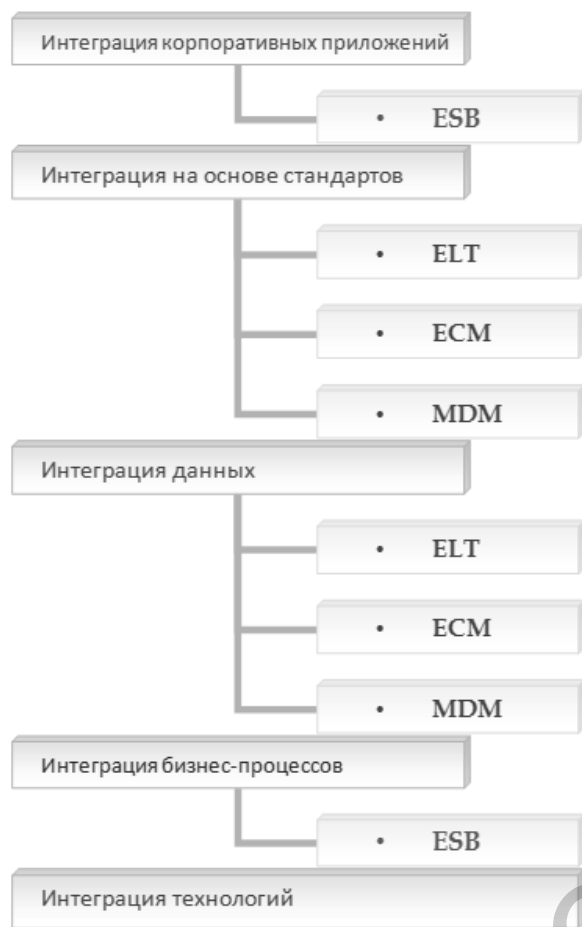 Интеграция корпоративных приложений
• ESB
Интеграция на основе стандартов
• ELT
• ECM
• MDM
Интеграция данных
• ELT
• ECM
• MDM
Интеграция бизнес-процессов
• ESB
Интеграция технологий